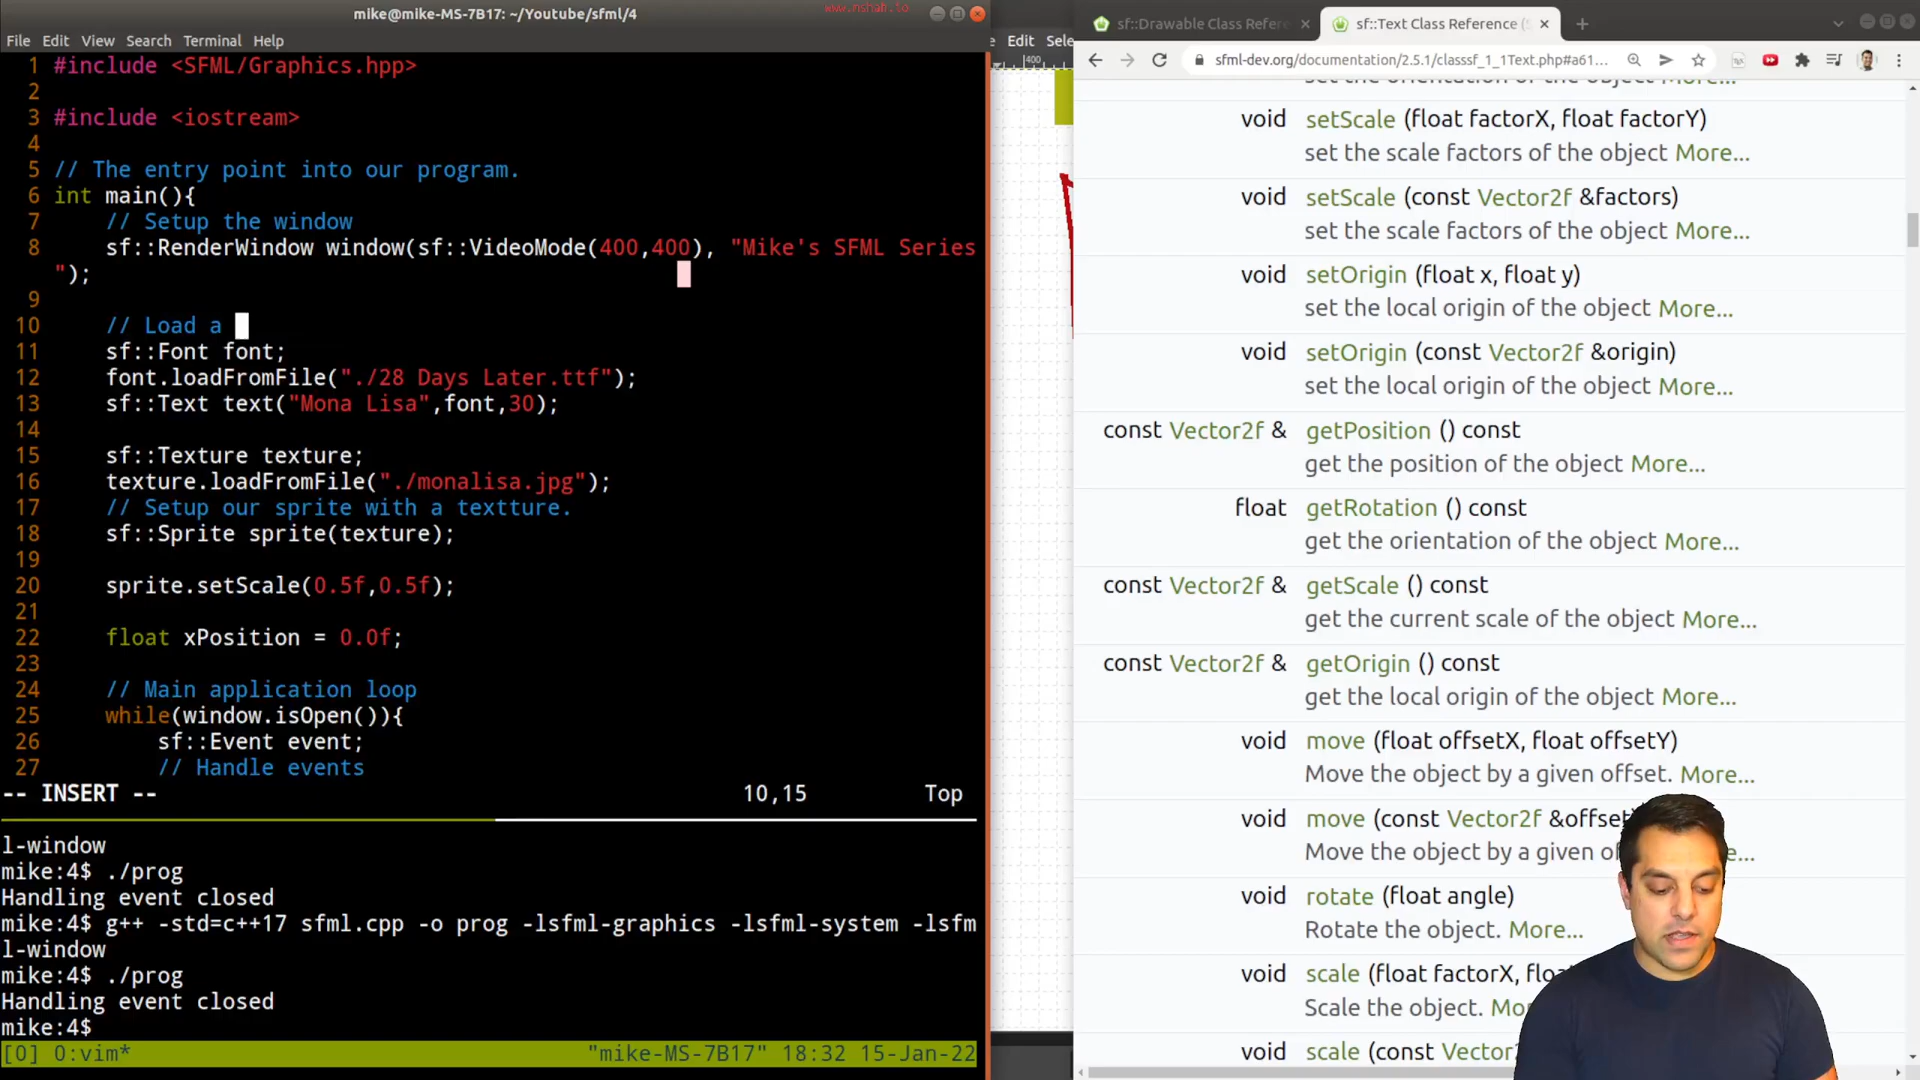 mike@mike-MS-7B17: ~/Youtube/sfml/4
File Edit View Search Terminal Help
1 #include <SFML/Graphics.hpp>
2
3 #include <iostream>
4
5 // The entry point into our program.
6 int main(){
7 // Setup the window
8 sf::RenderWindow window(sf::VideoMode(400,400), "Mike's SFML Series
");
9
10 // Load a
11 sf::Font font;
12 font.loadFromFile("./28 Days Later.ttf");
13 sf::Text text("Mona Lisa",font,30);
14
15 sf::Texture texture;
16 texture.loadFromFile("./monalisa.jpg");
17 // Setup our sprite with a textture.
18 sf::Sprite sprite(texture);
19
20 sprite.setScale(0.5f,0.5f);
21
22 float xPosition = 0.0f;
23
24 // Main application loop
25 while(window.isOpen()){
26 sf::Event event;
27 // Handle events
-- INSERT -- 10,15 Top
l-window
mike:4$ ./prog
Handling event closed
mike:4$ g++ -std=c++17 sfml.cpp -o prog -lsfml-graphics -lsfml-system -lsfm
l-window
mike:4$ ./prog
Handling event closed
mike:4$
[0] 0:vim* "mike-MS-7B17" 18:32 15-Jan-22
Edit Sele
400
sf::Drawable Class Refere
sf::Text Class Reference (
sfml-dev.org/documentation/2.5.1/classsf_1_1Text.php#a61...
set the orientation of the object More...
void setScale (float factorX, float factorY)
set the scale factors of the object More...
void setScale (const Vector2f &factors)
set the scale factors of the object More...
void setOrigin (float x, float y)
set the local origin of the object More...
void setOrigin (const Vector2f &origin)
set the local origin of the object More...
const Vector2f & getPosition () const
get the position of the object More...
float getRotation () const
get the orientation of the object More...
const Vector2f & getScale () const
get the current scale of the object More...
const Vector2f & getOrigin () const
get the local origin of the object More...
void move (float offsetX, float offsetY)
Move the object by a given offset. More...
void move (const Vector2f &offset
Move the object by a given of e...
void rotate (float angle)
Rotate the object. More...
void scale (float factorX, floa
Scale the object. Mo
void scale (const Vector2